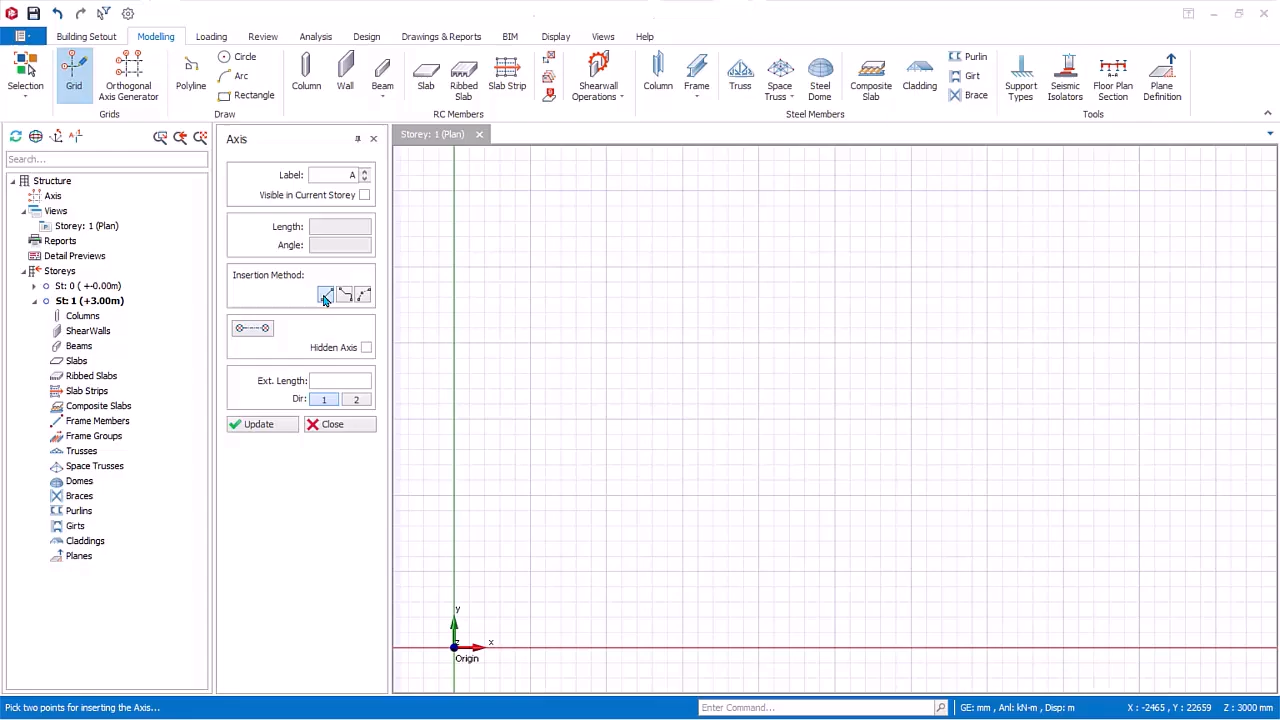 Building Setout Modelling Loading Review Analysis Design Drawings & Reports BIM Display Views Help
Selection
Grid
Orthogonal
Axis Generator
Grids
Polyline
Circle
Arc
Rectangle
Draw
Column
Wall
Beam
Slab
Ribbed
Slab
Slab Strip
RC Members
Shearwall
Operations
Column
Frame
Truss
Space
Truss
Steel
Dome
Composite
Slab
Cladding
Purlin
Girt
Brace
Steel Members
Support
Types
Seismic
Isolators
Floor Plan
Section
Plane
Definition
Tools
Search...
Structure
Axis
Views
Storey: 1 (Plan)
Reports
Detail Previews
Storeys
St: 0 ( +-0.00m)
St: 1 (+3.00m)
Columns
ShearWalls
Beams
Slabs
Ribbed Slabs
Slab Strips
Composite Slabs
Frame Members
Frame Groups
Trusses
Space Trusses
Domes
Braces
Purlins
Girts
Claddings
Planes
Axis
Label: A
Visible in Current Storey
Length:
Angle:
Insertion Method:
Hidden Axis
Ext. Length:
Dir: 1 2
Update Close
Storey: 1 (Plan)
y
z
x
Origin
Pick two points for inserting the Axis... Enter Command... GE: mm , Anl: kN-m , Disp: m X : -2465 , Y : 22659 Z : 3000 mm